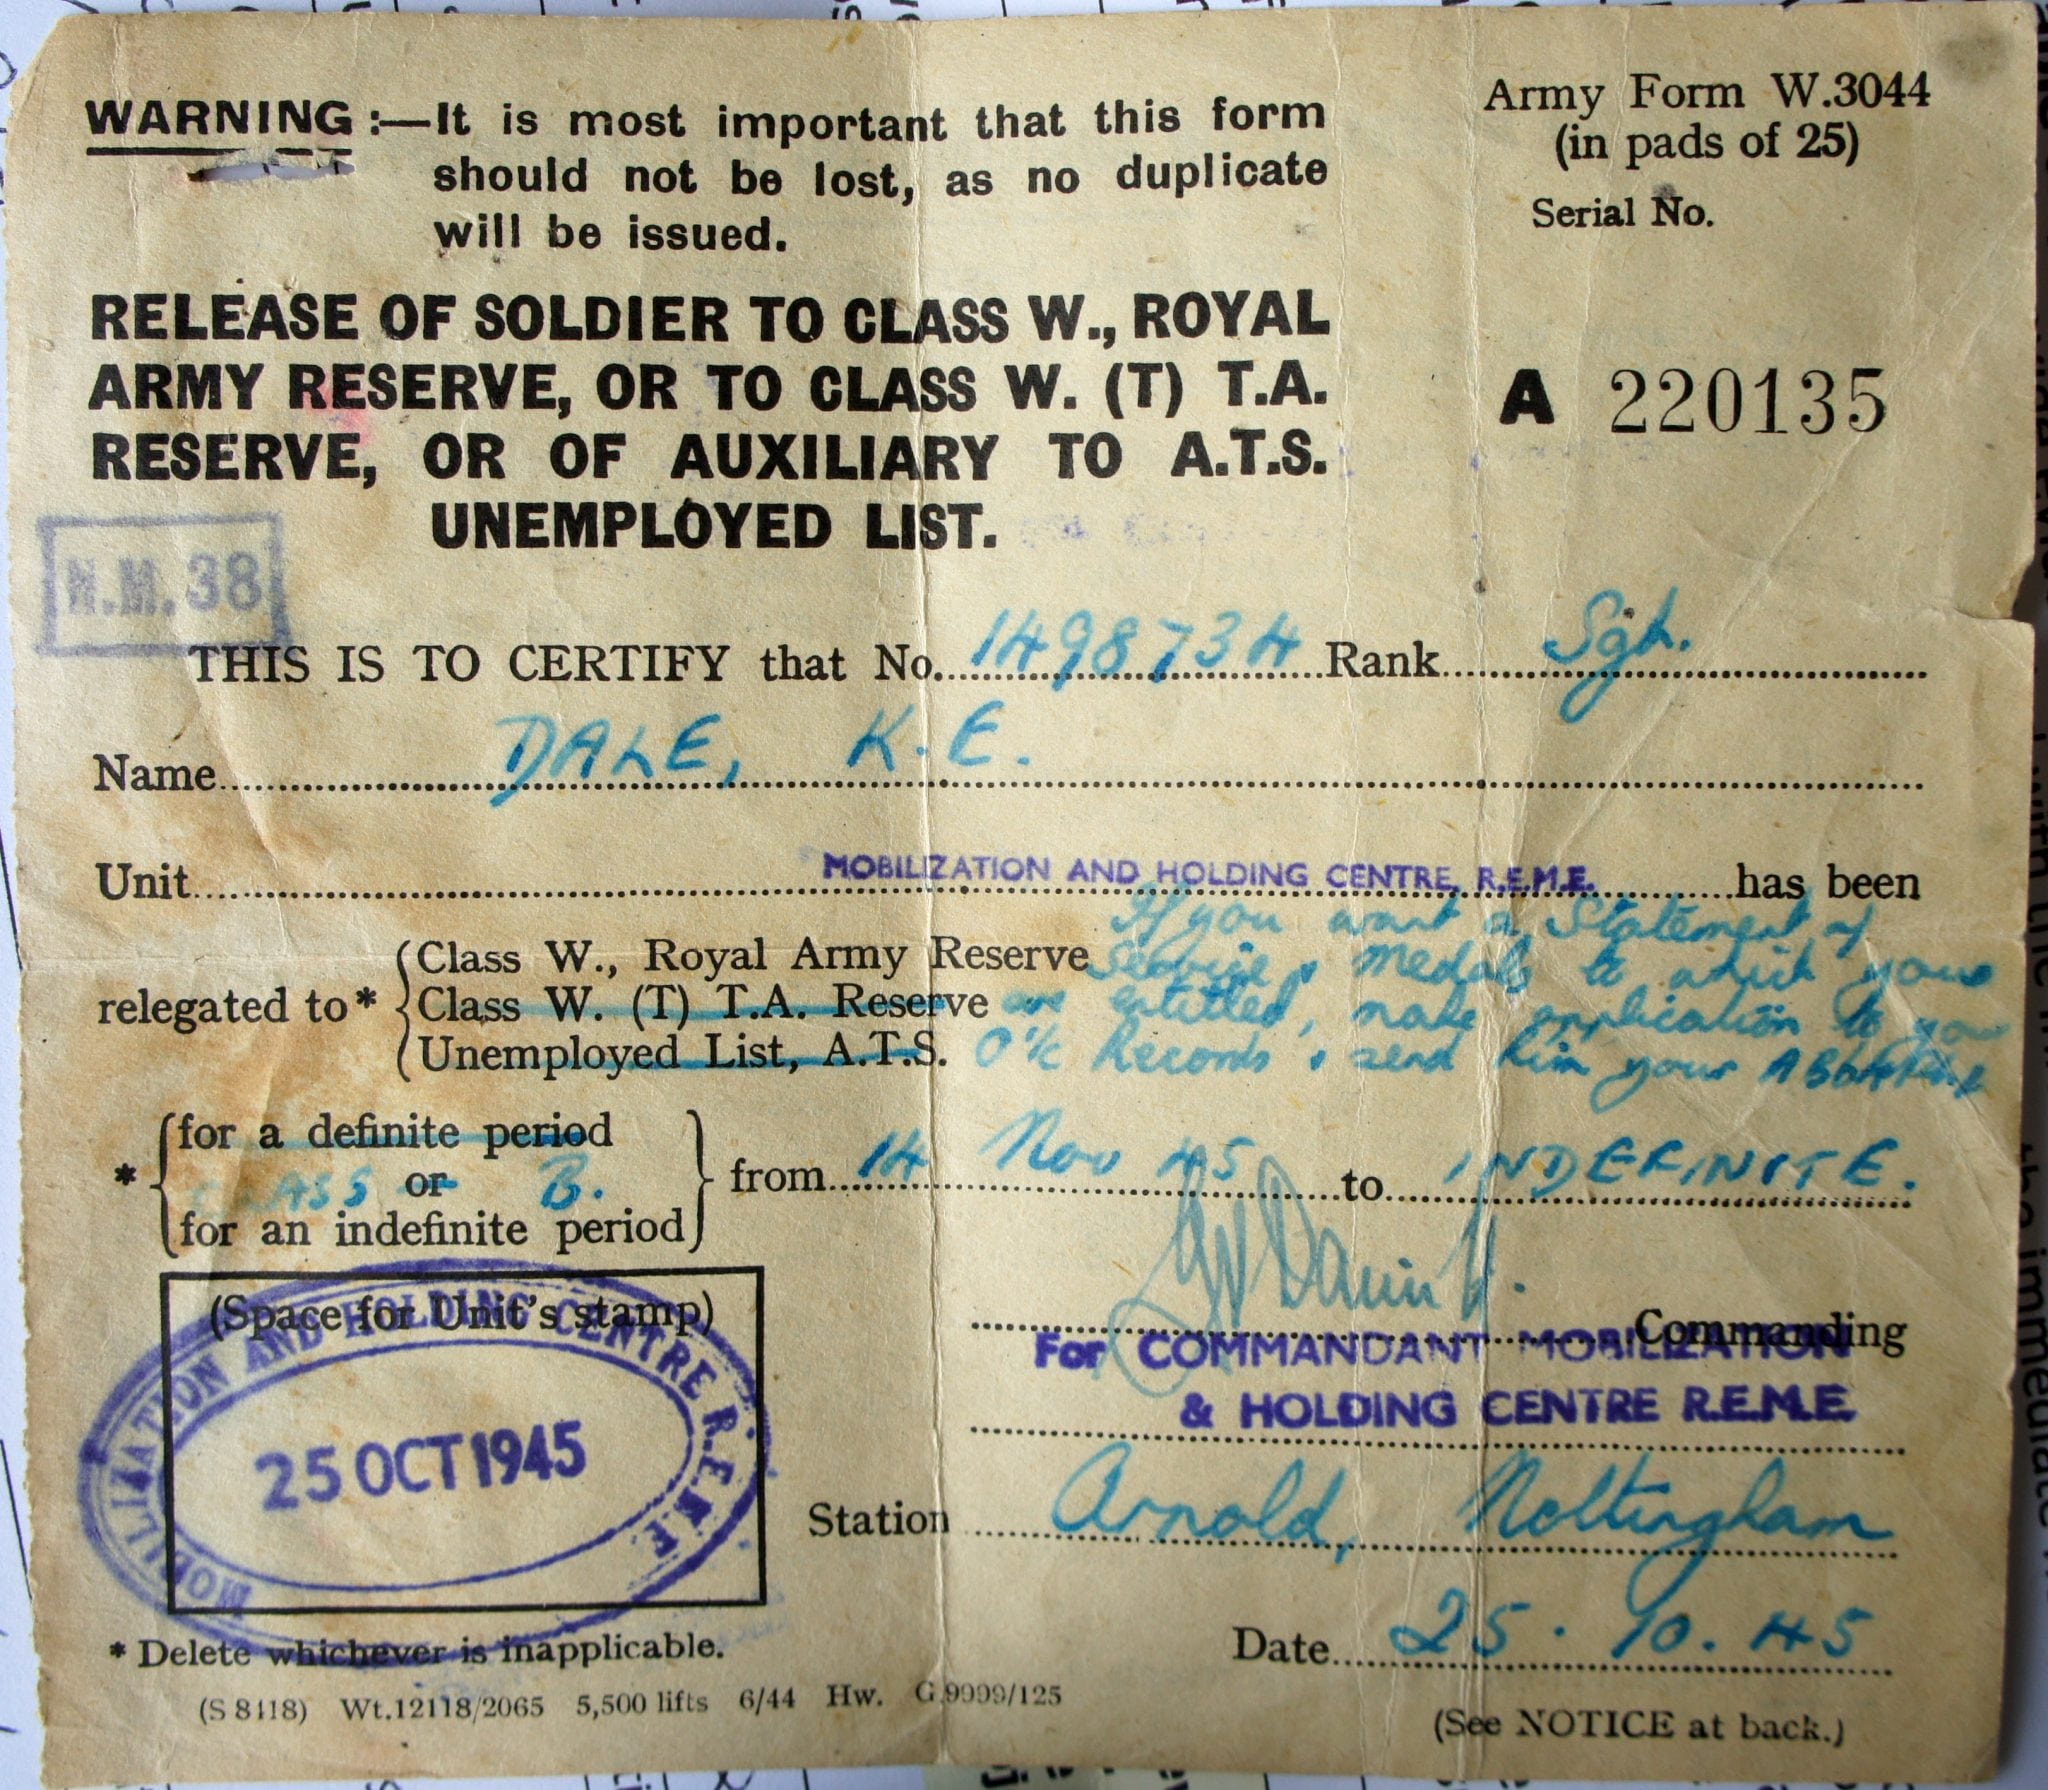 WARNING :—It is most important that this form
should not be lost, as no duplicate
will be issued.
Army Form W.3044
(in pads of 25)
Serial No.
RELEASE OF SOLDIER TO CLASS W., ROYAL
ARMY RESERVE, OR TO CLASS W. (T) T.A.
RESERVE, OR OF AUXILIARY TO A.T.S.
UNEMPLOYED LIST.
A 220135
N.M.38
THIS IS TO CERTIFY that No. 1498734 Rank Sgt.
Name DALE, K.E.
Unit MOBILIZATION AND HOLDING CENTRE, R.E.M.E. has been
relegated to*
Class W., Royal Army Reserve
Class W. (T) T.A. Reserve
Unemployed List, A.T.S.
If you want a Statement of
Service & Medals to which you
are entitled, make application to you
O i/c Records & send him your AB64
* for a definite period
CLASS or B.
for an indefinite period
from 14 Nov 45 to INDEFINITE.
(Space for Unit's stamp)
MOBILIZATION AND HOLDING CENTRE R.E.M.E.
25 OCT 1945
Commanding
For COMMANDANT MOBILIZATION
& HOLDING CENTRE R.E.M.E.
Station Arnold, Nottingham
Date 25.10.45
* Delete whichever is inapplicable.
(S 8118) Wt.12118/2065 5,500 lifts 6/44 Hw. G.9999/125
(See NOTICE at back.)